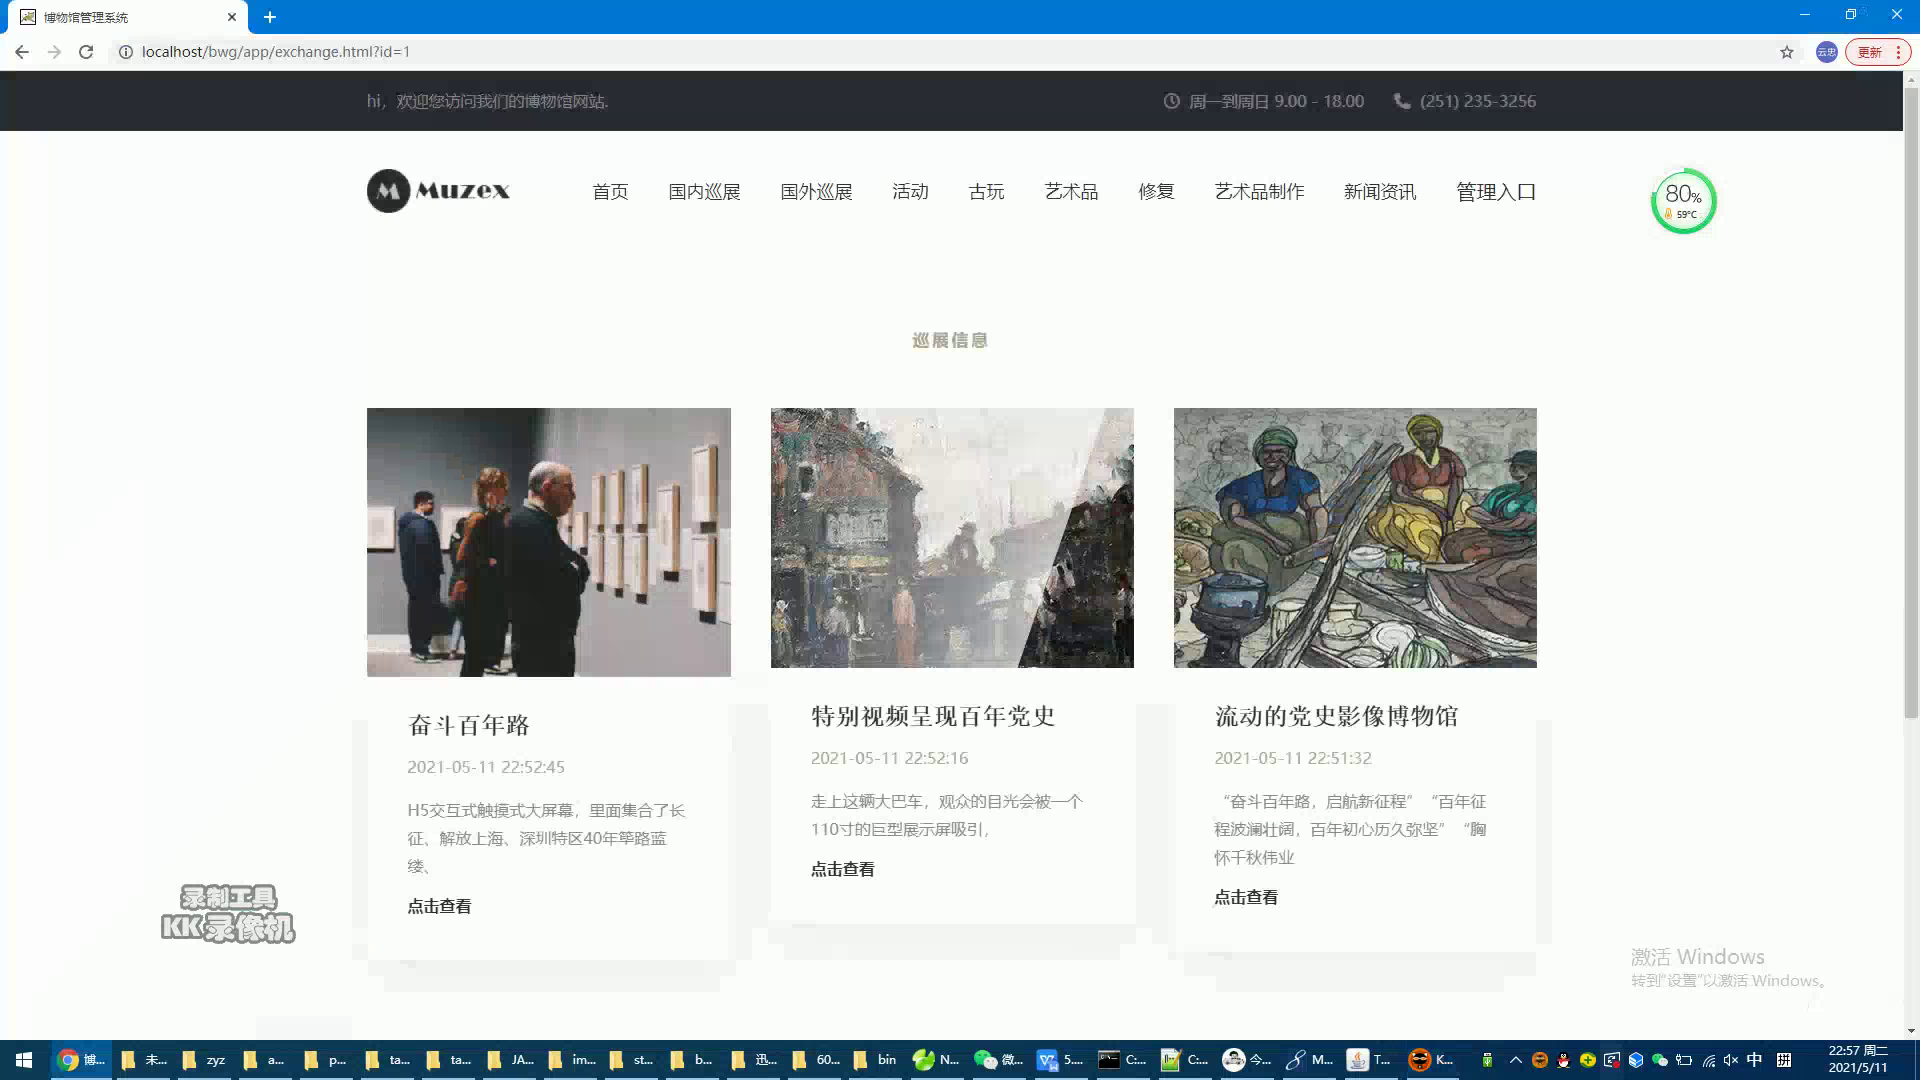 博物馆管理系统
localhost/bwg/app/exchange.html?id=1
云忠
更新
hi，欢迎您访问我们的博物馆网站.
周一到周日 9.00 - 18.00
(251) 235-3256
M Muzex
首页
国内巡展
国外巡展
活动
古玩
艺术品
修复
艺术品制作
新闻资讯
管理入口
80%
59°C
巡展信息
奋斗百年路
2021-05-11 22:52:45
H5交互式触摸式大屏幕，里面集合了长
征、解放上海、深圳特区40年筚路蓝
缕、
点击查看
特别视频呈现百年党史
2021-05-11 22:52:16
走上这辆大巴车，观众的目光会被一个
110寸的巨型展示屏吸引，
点击查看
流动的党史影像博物馆
2021-05-11 22:51:32
“奋斗百年路，启航新征程” “百年征
程波澜壮阔，百年初心历久弥坚” “胸
怀千秋伟业
点击查看
录制工具
KK录像机
激活 Windows
转到“设置”以激活 Windows。
博... 未... zyz a... p... ta... ta... JA... im... st... b... 迅... 60... bin N... 微... 5.... C:... C:... 今... M... T... K...
中
拼
22:57 周二
2021/5/11